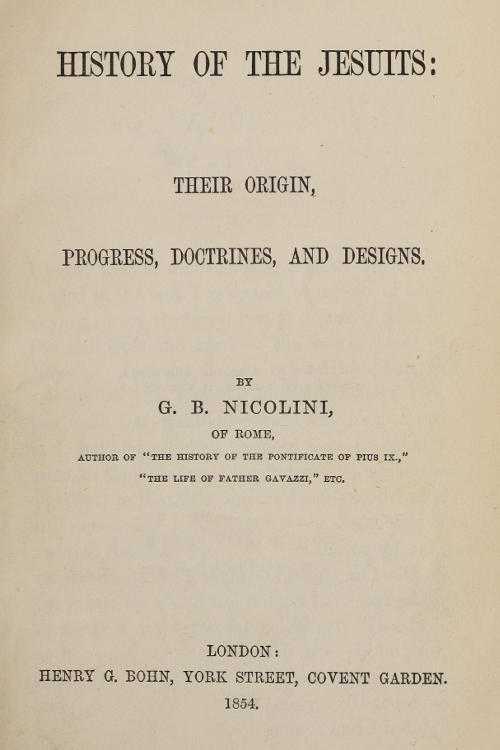 HISTORY OF THE JESUITS:
THEIR ORIGIN,
PROGRESS, DOCTRINES, AND DESIGNS.
BY
G. B. NICOLINI,
OF ROME,
AUTHOR OF "THE HISTORY OF THE PONTIFICATE OF PIUS IX.,"
"THE LIFE OF FATHER GAVAZZI," ETC.
LONDON:
HENRY G. BOHN, YORK STREET, COVENT GARDEN.
1854.